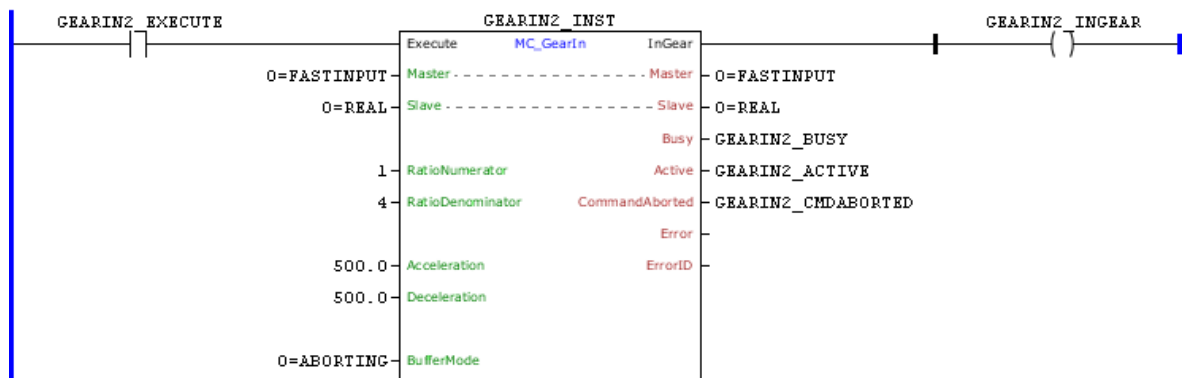 GEARIN2_EXECUTE GEARIN2_INST GEARIN2_INGEAR
Execute MC_GearIn InGear
0=FASTINPUT Master Master 0=FASTINPUT
0=REAL Slave Slave 0=REAL
Busy GEARIN2_BUSY
1 RatioNumerator Active GEARIN2_ACTIVE
4 RatioDenominator CommandAborted GEARIN2_CMDABORTED
Error
500.0 Acceleration ErrorID
500.0 Deceleration
0=ABORTING BufferMode